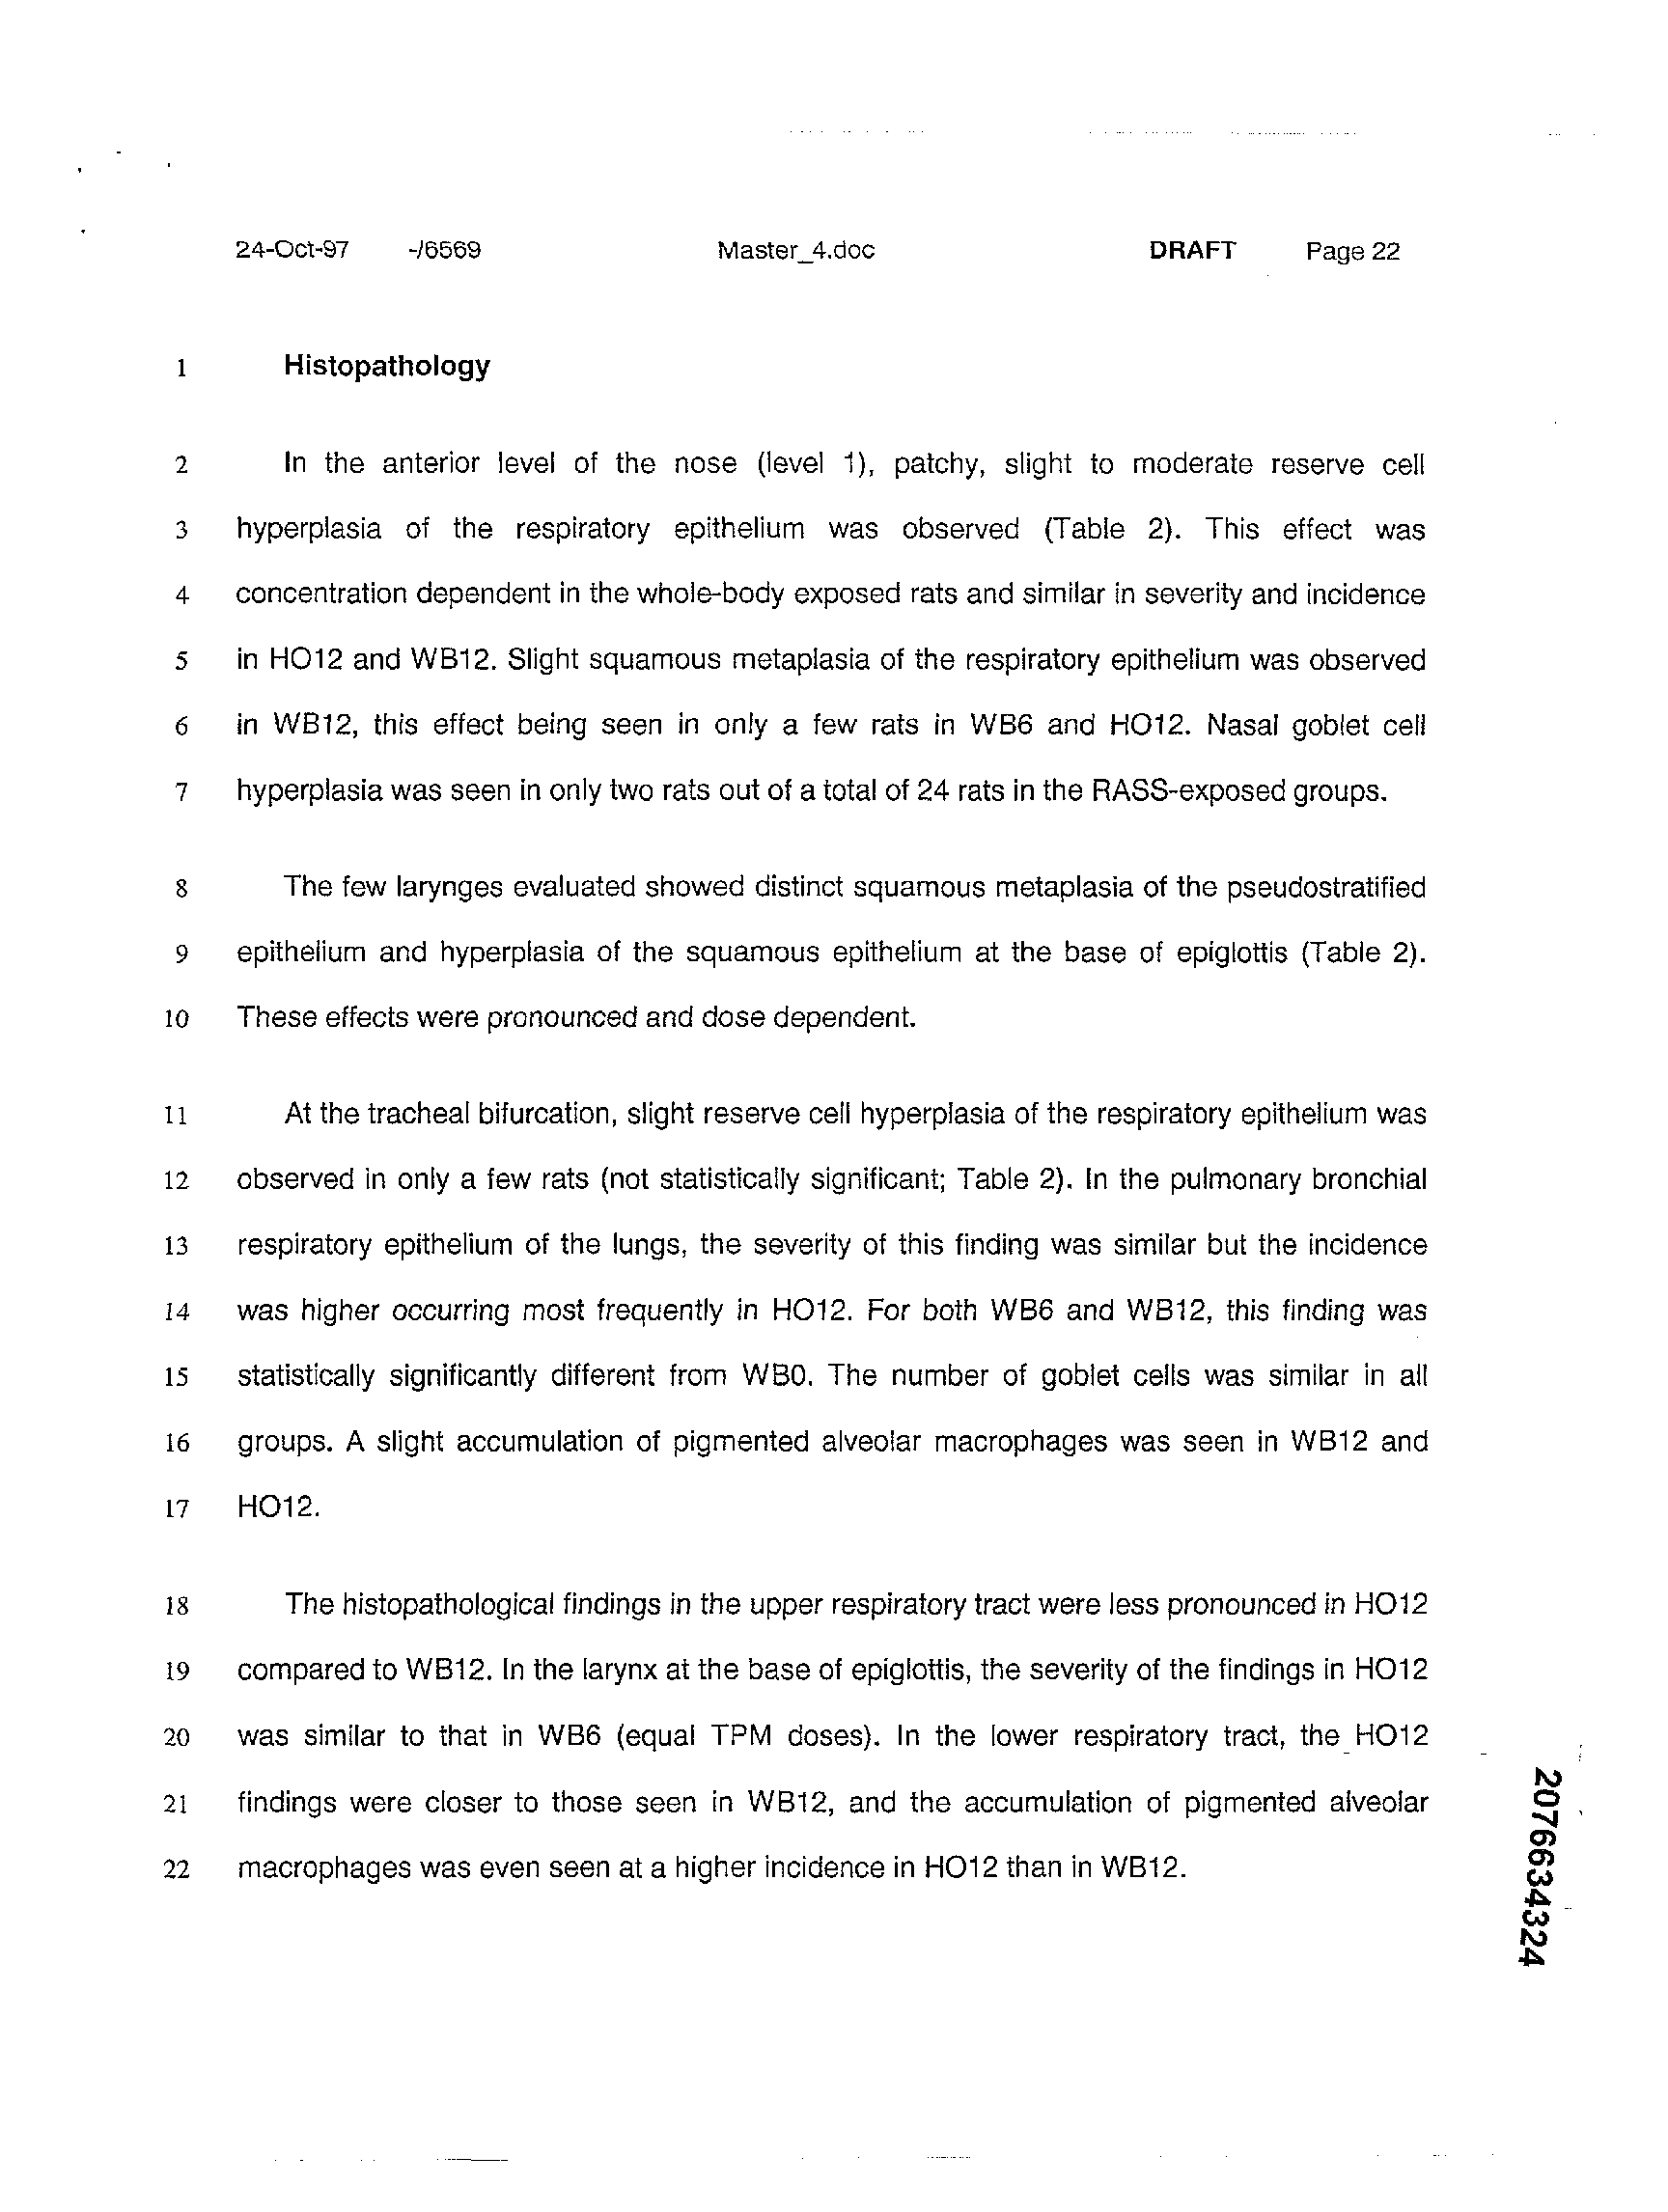 24-Oct-97 -/6569 Master_4.doc DRAFT Page 22
1 Histopathology
2 In the anterior level of the nose (level 1), patchy, slight to moderate reserve cell
3 hyperplasia of the respiratory epithelium was observed (Table 2). This effect was
4 concentration dependent in the whole-body exposed rats and similar in severity and incidence
5 in HO12 and WB12. Slight squamous metaplasia of the respiratory epithelium was observed
6 in WB12, this effect being seen in only a few rats in WB6 and HO12. Nasal goblet cell
7 hyperplasia was seen in only two rats out of a total of 24 rats in the RASS-exposed groups.
8 The few larynges evaluated showed distinct squamous metaplasia of the pseudostratified
9 epithelium and hyperplasia of the squamous epithelium at the base of epiglottis (Table 2).
10 These effects were pronounced and dose dependent.
11 At the tracheal bifurcation, slight reserve cell hyperplasia of the respiratory epithelium was
12 observed in only a few rats (not statistically significant; Table 2). In the pulmonary bronchial
13 respiratory epithelium of the lungs, the severity of this finding was similar but the incidence
14 was higher occurring most frequently in HO12. For both WB6 and WB12, this finding was
15 statistically significantly different from WB0. The number of goblet cells was similar in all
16 groups. A slight accumulation of pigmented alveolar macrophages was seen in WB12 and
17 HO12.
18 The histopathological findings in the upper respiratory tract were less pronounced in HO12
19 compared to WB12. In the larynx at the base of epiglottis, the severity of the findings in HO12
20 was similar to that in WB6 (equal TPM doses). In the lower respiratory tract, the HO12
21 findings were closer to those seen in WB12, and the accumulation of pigmented alveolar
22 macrophages was even seen at a higher incidence in HO12 than in WB12.
2076634324